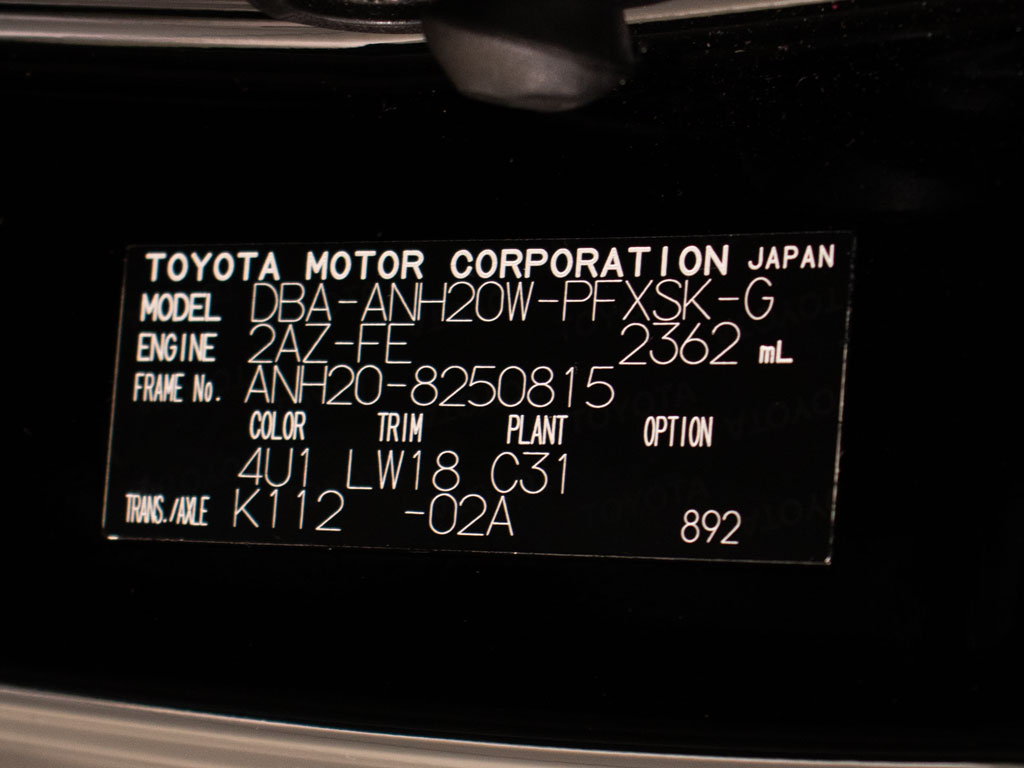 TOYOTA MOTOR CORPORATION JAPAN
MODEL DBA-ANH20W-PFXSK-G
ENGINE 2AZ-FE 2362 mL
FRAME No. ANH20-8250815
COLOR TRIM PLANT OPTION
4U1 LW18 C31
TRANS./AXLE K112 -02A 892